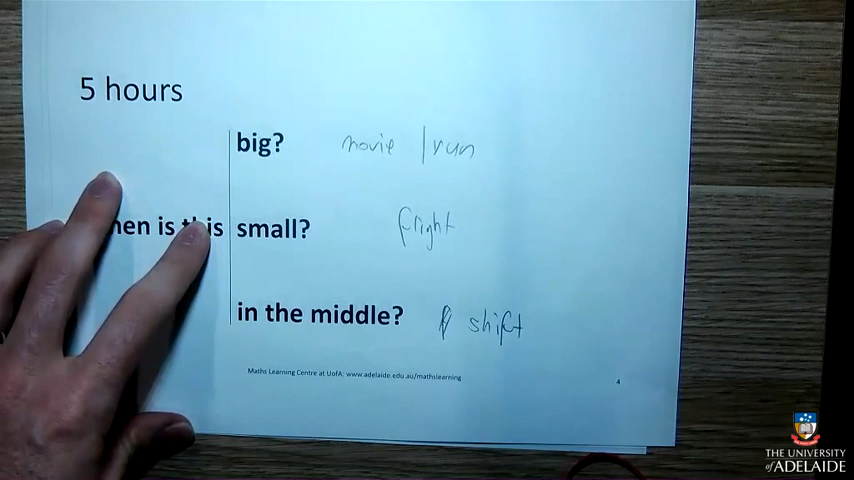 5 hours
big? movie / run
hen is this small? flight
in the middle? shift
Maths Learning Centre at UofA: www.adelaide.edu.au/mathslearning
4
THE UNIVERSITY
of ADELAIDE